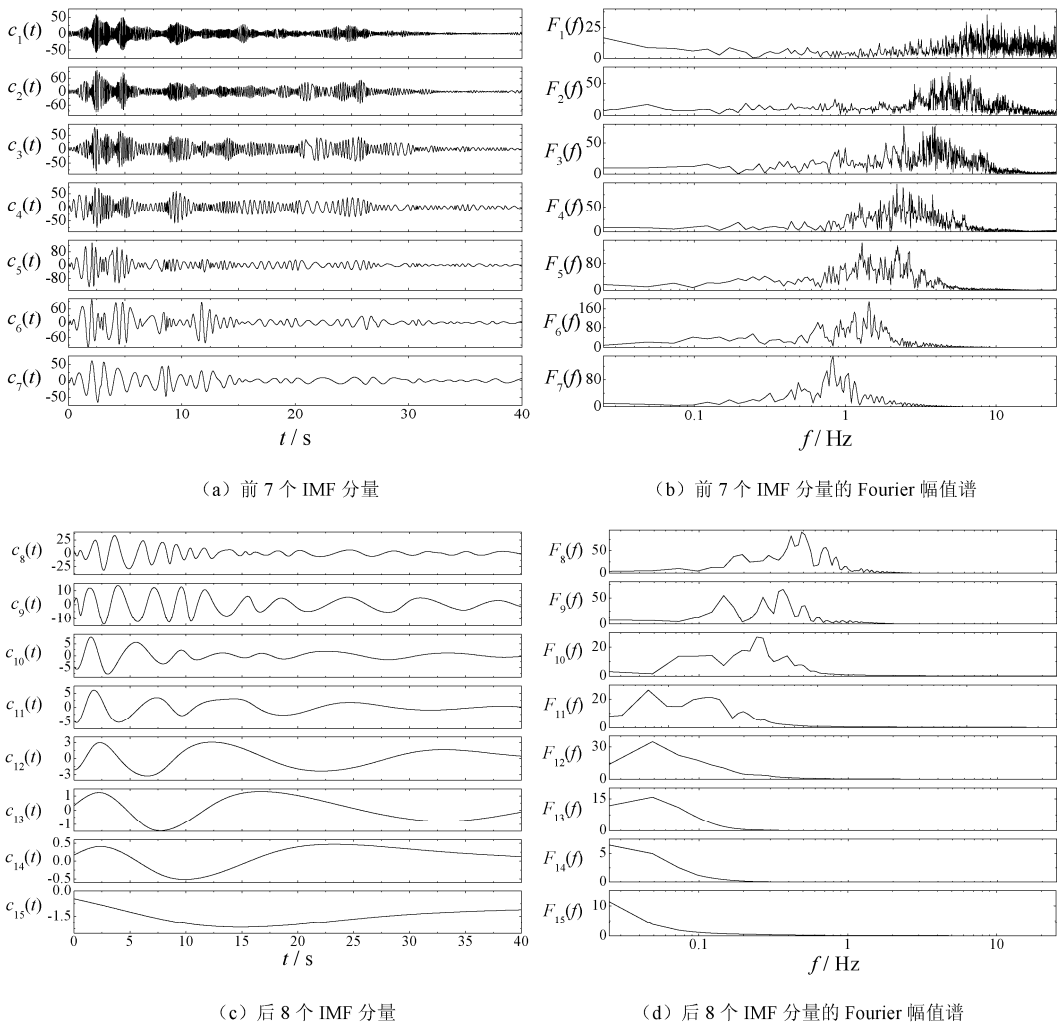 c1(t) 50 0 -50
c2(t) 60 0 -60
c3(t) 50 0 -50
c4(t) 50 0 -50
c5(t) 80 0 -80
c6(t) 60 0 -60
c7(t) 50 0 -50
0 10 20 30 40
t / s
F1(f) 25 0
F2(f) 50 0
F3(f) 50 0
F4(f) 50 0
F5(f) 80 0
F6(f) 160 80 0
F7(f) 80 0
0.1 1 10
f / Hz
（a）前 7 个 IMF 分量
（b）前 7 个 IMF 分量的 Fourier 幅值谱
c8(t) 25 0 -25
c9(t) 10 0 -10
c10(t) 5 0 -5
c11(t) 5 0 -5
c12(t) 3 0 -3
c13(t) 1 0 -1
c14(t) 0.5 0.0 -0.5
c15(t) 0.0 -1.5
0 5 10 15 20 25 30 35 40
t / s
F8(f) 50 0
F9(f) 50 0
F10(f) 20 0
F11(f) 20 0
F12(f) 30 0
F13(f) 15 0
F14(f) 5 0
F15(f) 10 0
0.1 1 10
f / Hz
（c）后 8 个 IMF 分量
（d）后 8 个 IMF 分量的 Fourier 幅值谱